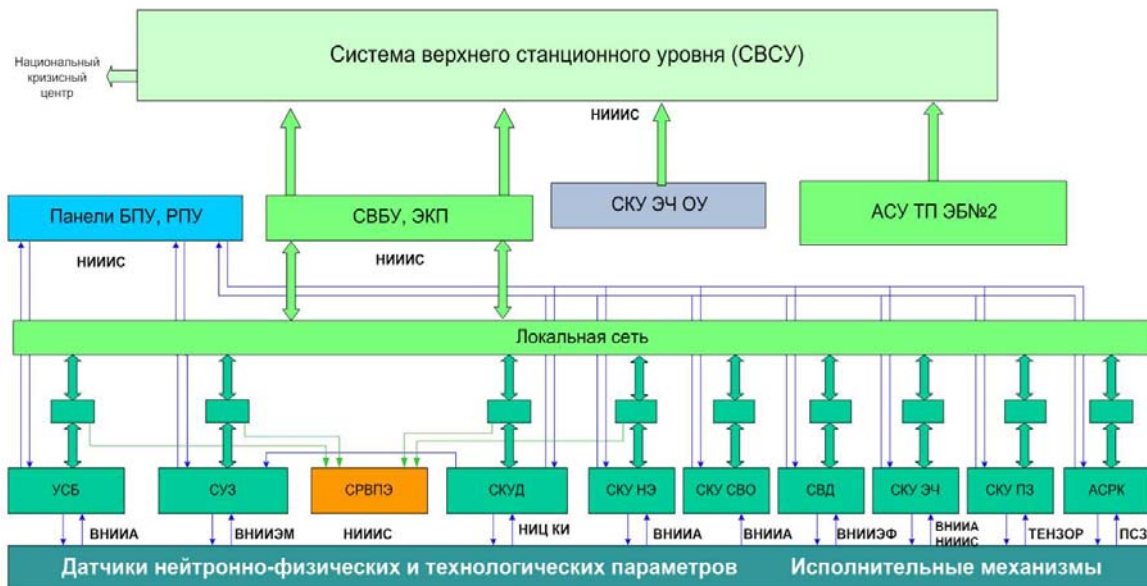 Система верхнего станционного уровня (СВСУ)
Национальный
кризисный
центр
НИИИС
Панели БПУ, РПУ
СВБУ, ЭКП
СКУ ЭЧ ОУ
АСУ ТП ЭБ№2
НИИИС
НИИИС
Локальная сеть
УСБ
СУЗ
СРВПЭ
СКУД
СКУ НЭ
СКУ СВО
СВД
СКУ ЭЧ
СКУ ПЗ
АСРК
ВНИИА
ВНИИЭМ
НИИИС
НИЦ КИ
ВНИИА
ВНИИА
ВНИИЭФ
ВНИИА
НИИИС
ТЕНЗОР
ПСЗ
Датчики нейтронно-физических и технологических параметров
Исполнительные механизмы